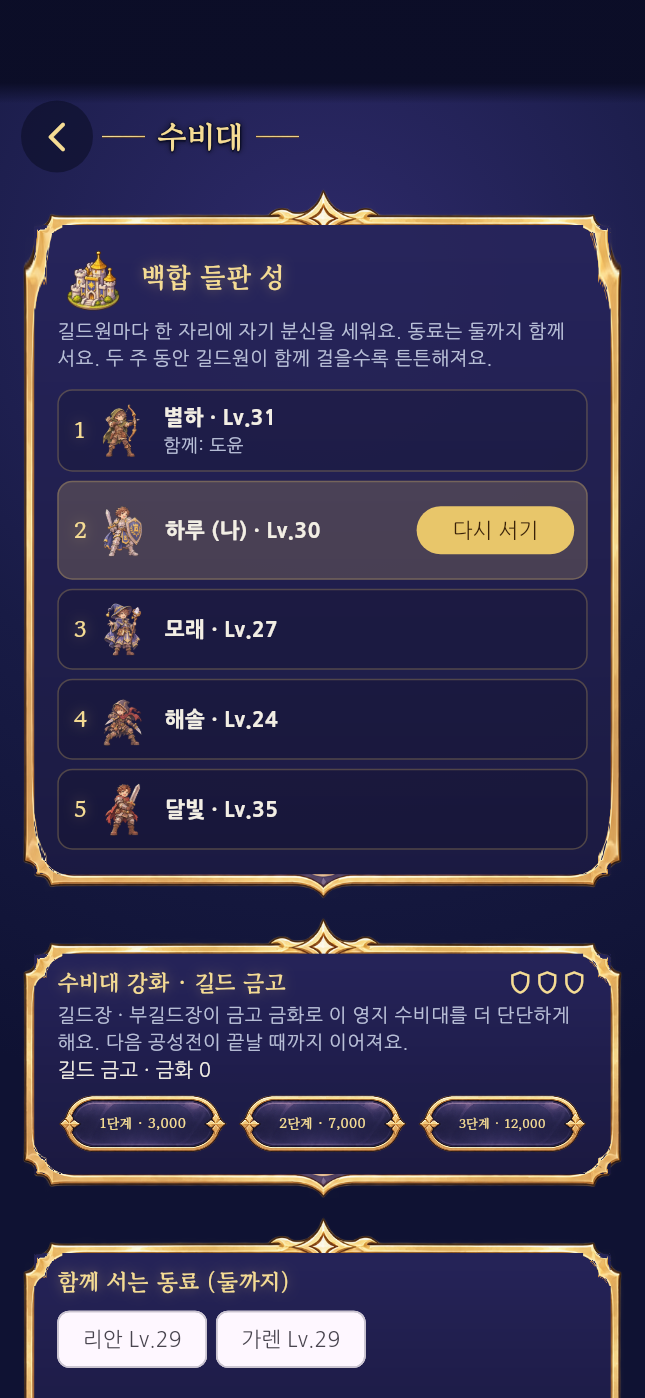 수비대
백합 들판 성
길드원마다 한 자리에 자기 분신을 세워요. 동료는 둘까지 함께
서요. 두 주 동안 길드원이 함께 걸을수록 튼튼해져요.
1 별하 · Lv.31
함께: 도윤
2 하루 (나) · Lv.30 다시 서기
3 모래 · Lv.27
4 해솔 · Lv.24
5 달빛 · Lv.35
수비대 강화 · 길드 금고
길드장 · 부길드장이 금고 금화로 이 영지 수비대를 더 단단하게
해요. 다음 공성전이 끝날 때까지 이어져요.
길드 금고 · 금화 0
1단계 · 3,000 2단계 · 7,000 3단계 · 12,000
함께 서는 동료 (둘까지)
리안 Lv.29 가렌 Lv.29